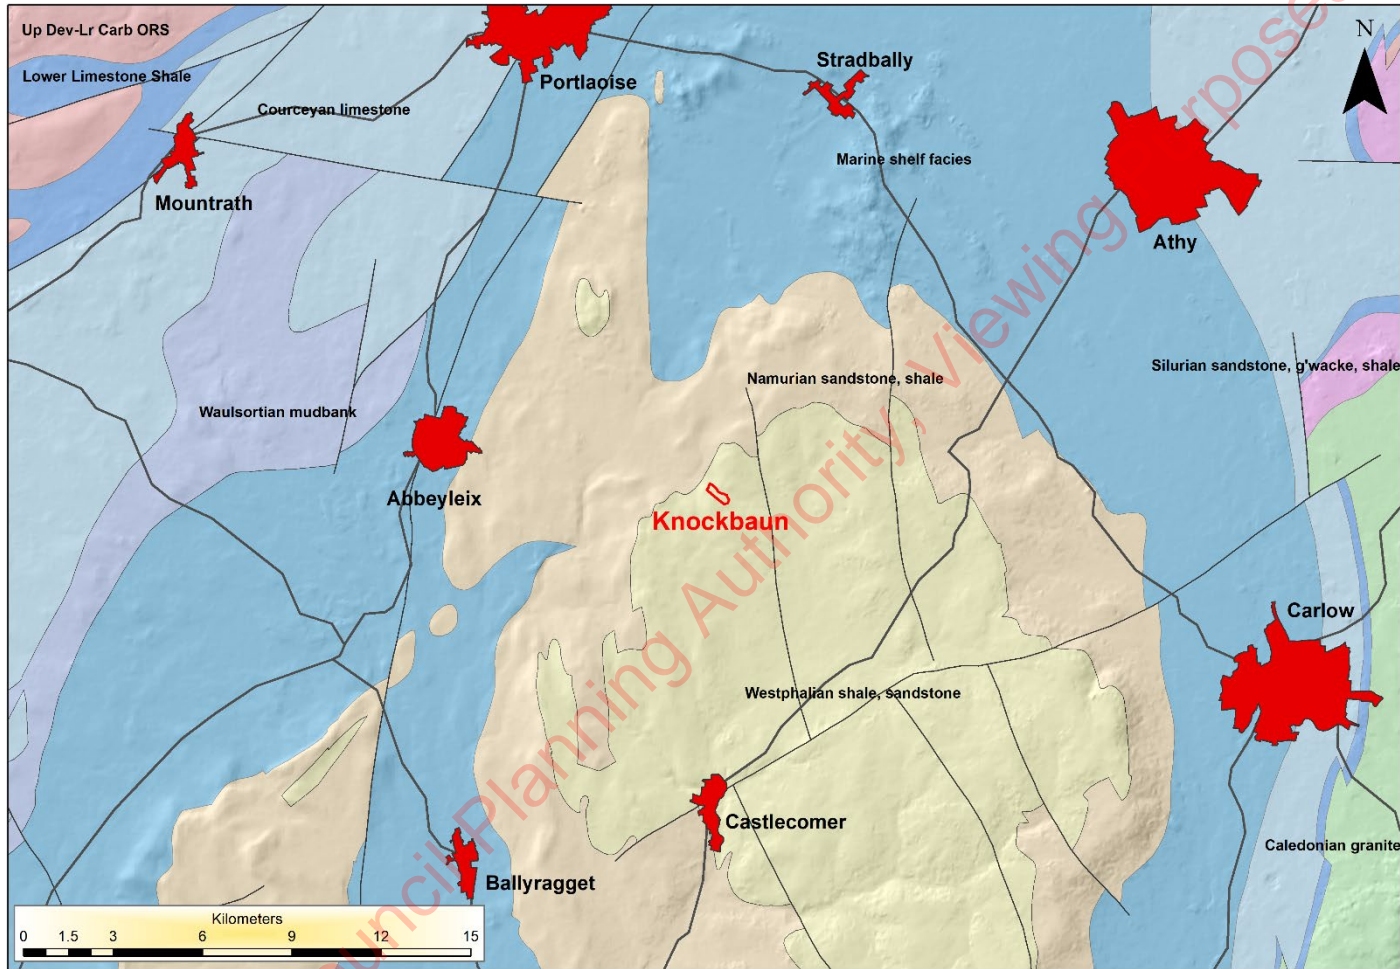 Up Dev-Lr Carb ORS
Lower Limestone Shale
Courceyan limestone
Portlaoise
Stradbally
N
Mountrath
Marine shelf facies
Athy
Namurian sandstone, shale
Silurian sandstone, g'wacke, shale
Waulsortian mudbank
Abbeyleix
Knockbaun
Carlow
Westphalian shale, sandstone
Castlecomer
Caledonian granite
Ballyragget
Kilometers
0 1.5 3 6 9 12 15
Planning Authority, Viewing